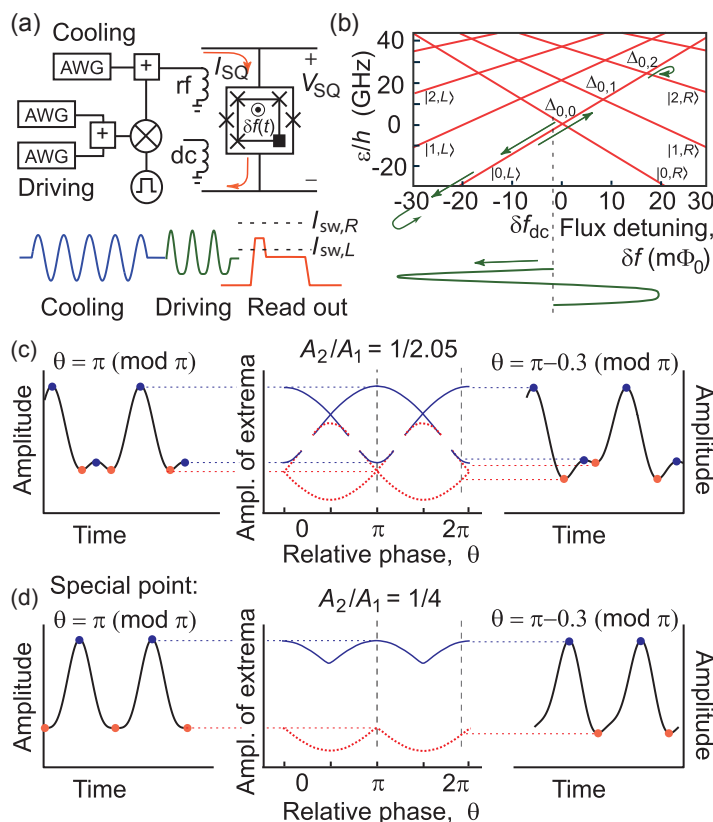 (a)
Cooling
AWG
+
rf
I_SQ
+
V_SQ
δf(t)
AWG
+
AWG
dc
Driving
−
I_sw,R
I_sw,L
Cooling Driving Read out
(b)
ε/h (GHz)
40
20
0
-20
Δ_0,2
Δ_0,1
Δ_0,0
|2,L⟩
|2,R⟩
|1,L⟩
|1,R⟩
|0,L⟩
|0,R⟩
-30 -20 -10 0 10 20 30
δf_dc Flux detuning,
δf (mΦ_0)
(c)
θ = π (mod π)
A_2/A_1 = 1/2.05
θ = π−0.3 (mod π)
Amplitude
Ampl. of extrema
Amplitude
Time
0 π 2π
Relative phase, θ
Time
Special point:
(d)
θ = π (mod π)
A_2/A_1 = 1/4
θ = π−0.3 (mod π)
Amplitude
Ampl. of extrema
Amplitude
Time
0 π 2π
Relative phase, θ
Time